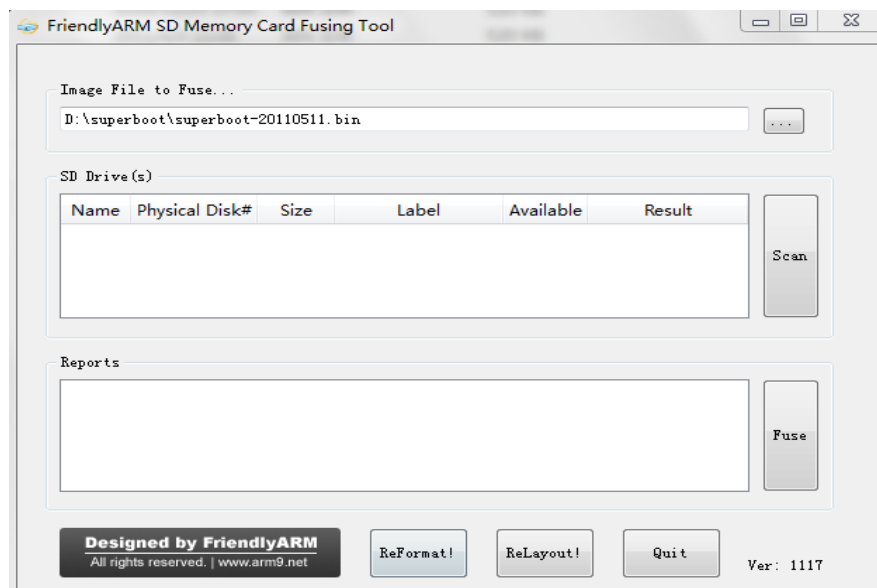 FriendlyARM SD Memory Card Fusing Tool
Image File to Fuse...
D:\superboot\superboot-20110511.bin
...
SD Drive(s)
Name Physical Disk# Size Label Available Result
Scan
Reports
Fuse
Designed by FriendlyARM
All rights reserved. | www.arm9.net
ReFormat!
ReLayout!
Quit
Ver: 1117